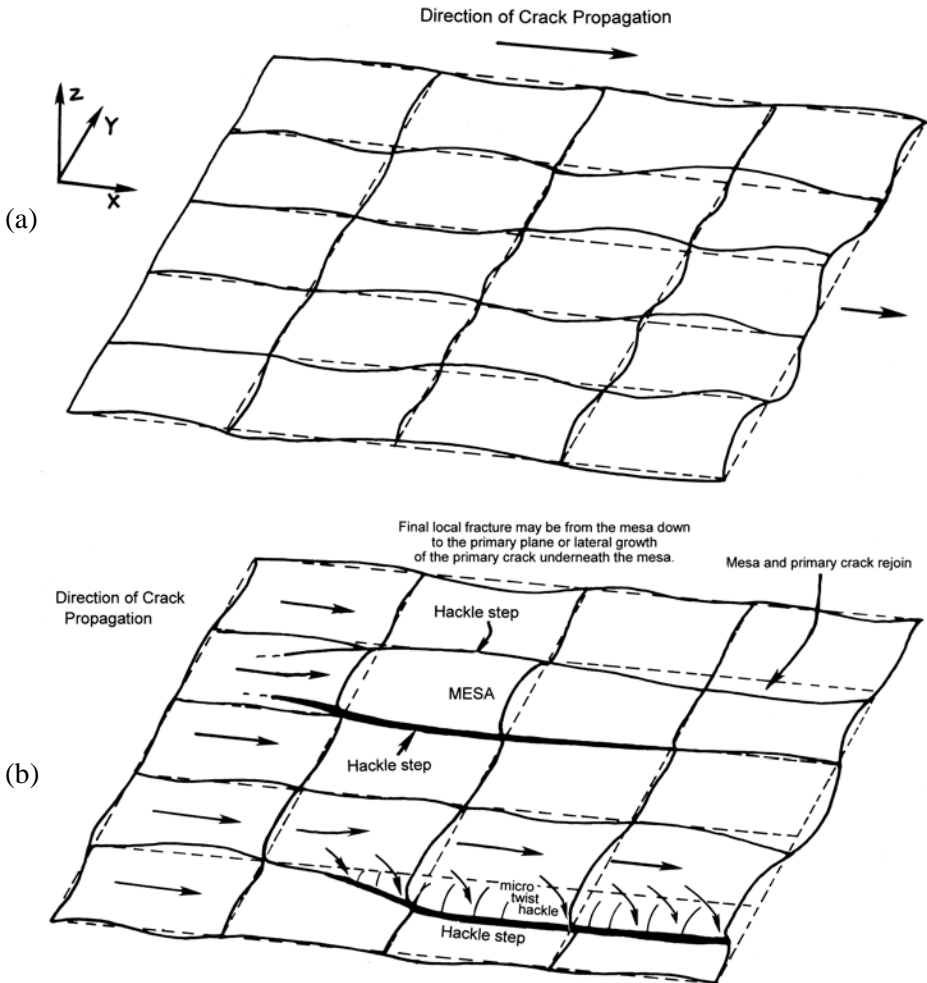 Direction of Crack Propagation
Z
Y
X
(a)
Final local fracture may be from the mesa down
to the primary plane or lateral growth
of the primary crack underneath the mesa.
Mesa and primary crack rejoin
Direction of Crack
Propagation
Hackle step
MESA
Hackle step
(b)
micro
twist
hackle
Hackle step